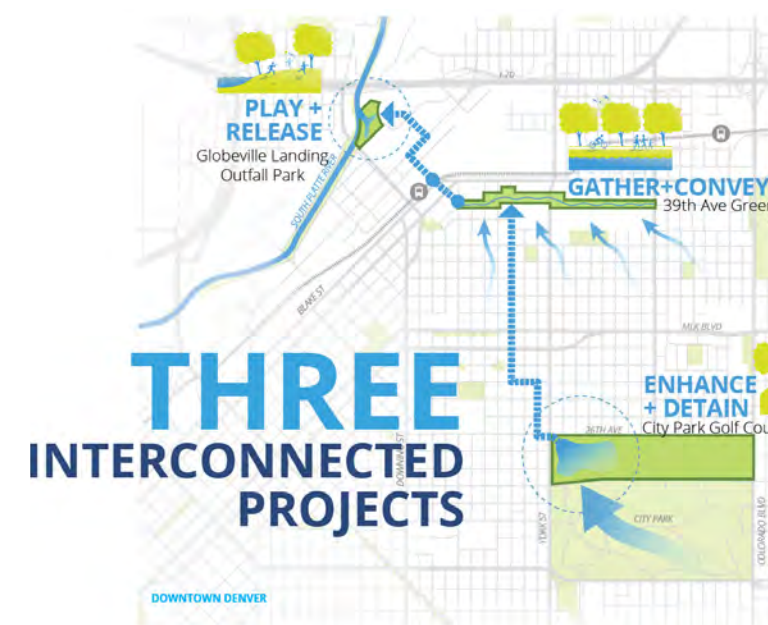 I-70
PLAY +
RELEASE
Globeville Landing
Outfall Park
SOUTH PLATTE RIVER
GATHER+CONVEY
39th Ave Gree
BLAKE ST
MLK BLVD
THREE
INTERCONNECTED
PROJECTS
ENHANCE
+ DETAIN
City Park Golf Cou
26TH AVE
DOWNING ST
YORK ST
CITY PARK
COLORADO BLVD
DOWNTOWN DENVER